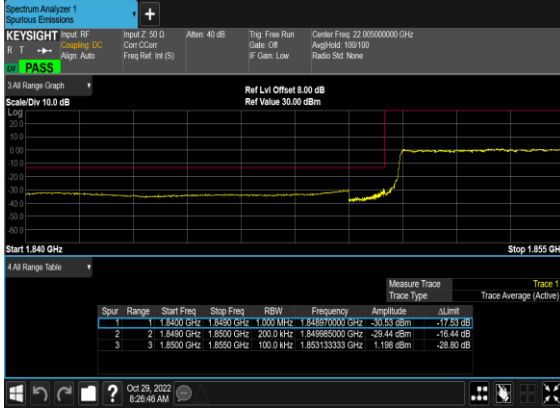 Spectrum Analyzer 1
Spurious Emissions
+
KEYSIGHT Input: RF Input Z: 50 Ω Atten: 40 dB Trig: Free Run Center Freq: 22.005000000 GHz
R T Coupling: DC Corr CCorr Gate: Off Avg|Hold: 100/100
Align: Auto Freq Ref: Int (S) IF Gain: Low Radio Std: None
LXI PASS
3 All Range Graph
Ref Lvl Offset 8.00 dB
Scale/Div 10.0 dB Ref Value 30.00 dBm
Log
20.0
10.0
0.00
-10.0
-20.0
-30.0
-40.0
-50.0
-60.0
Start 1.840 GHz Stop 1.855 GH
4 All Range Table
Measure Trace Trace 1
Trace Type Trace Average (Active)
Spur Range Start Freq Stop Freq RBW Frequency Amplitude ΔLimit
1 1 1.8400 GHz 1.8490 GHz 1.000 MHz 1.848970000 GHz -30.53 dBm -17.53 dB
2 2 1.8490 GHz 1.8500 GHz 200.0 kHz 1.849985000 GHz -29.44 dBm -16.44 dB
3 3 1.8500 GHz 1.8550 GHz 100.0 kHz 1.853133333 GHz 1.198 dBm -28.80 dB
? Oct 29, 2022
8:26:46 AM